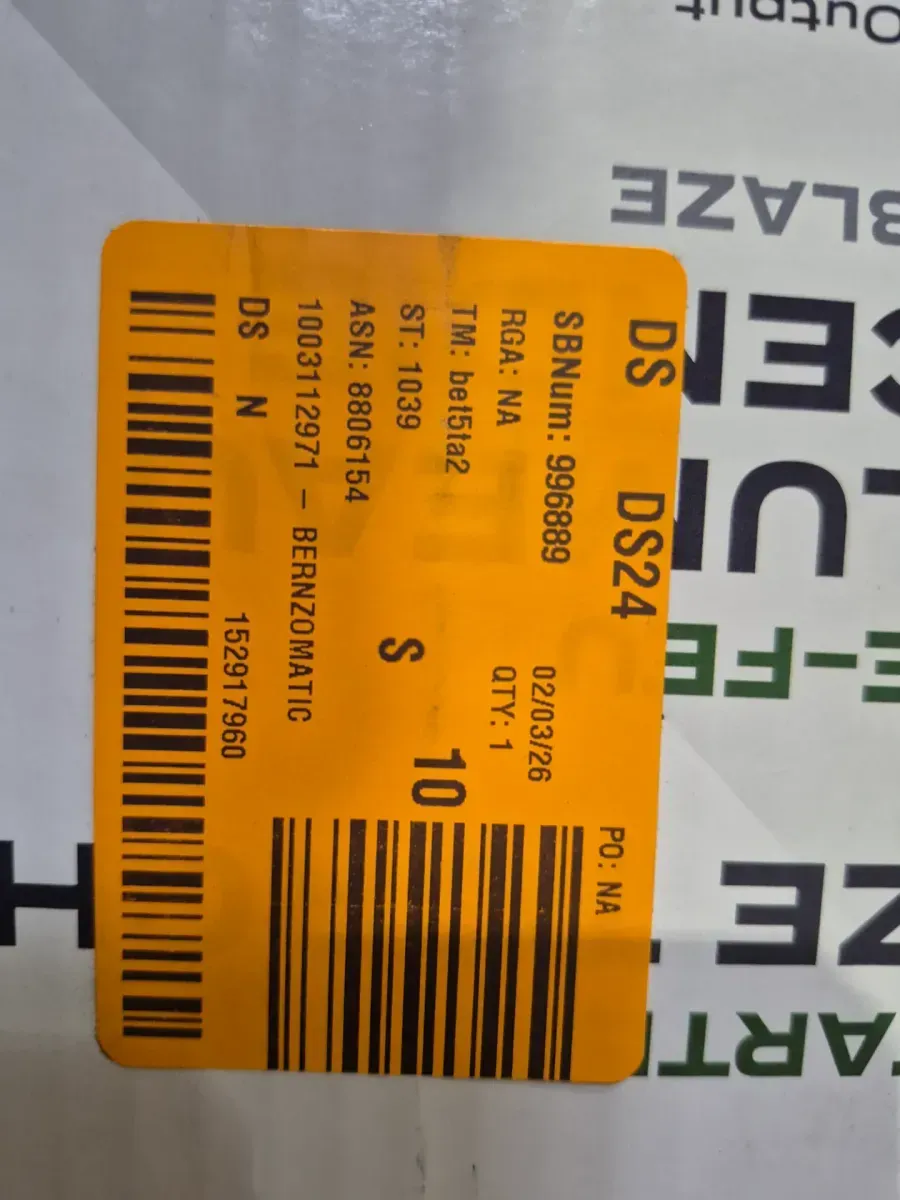 DS DS24
PO: NA
SBNum: 996889 02/03/26
RGA: NA QTY: 1
TM: bet5ta2
ST: 1039 S 10
ASN: 8806154
1003112971 - BERNZOMATIC
DS N 152917960
Output
BLAZE